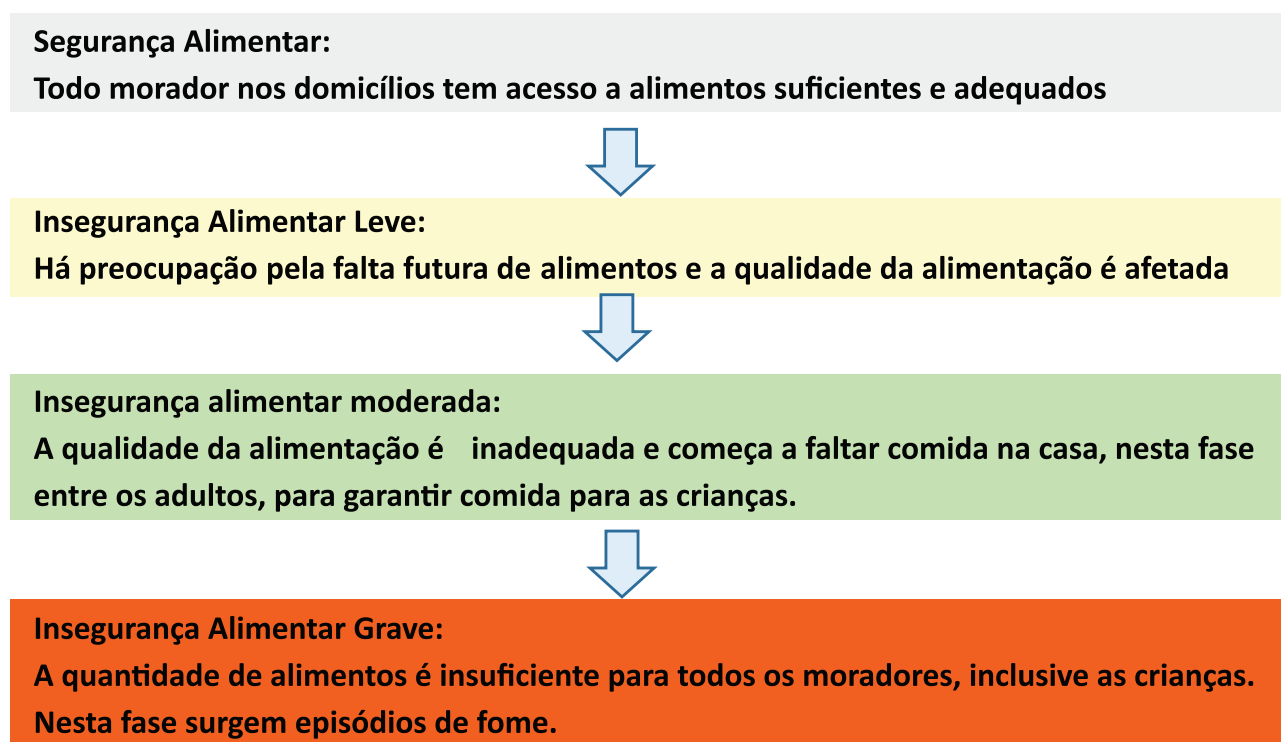 Segurança Alimentar:
Todo morador nos domicílios tem acesso a alimentos suficientes e adequados
Insegurança Alimentar Leve:
Há preocupação pela falta futura de alimentos e a qualidade da alimentação é afetada
Insegurança alimentar moderada:
A qualidade da alimentação é inadequada e começa a faltar comida na casa, nesta fase
entre os adultos, para garantir comida para as crianças.
Insegurança Alimentar Grave:
A quantidade de alimentos é insuficiente para todos os moradores, inclusive as crianças.
Nesta fase surgem episódios de fome.